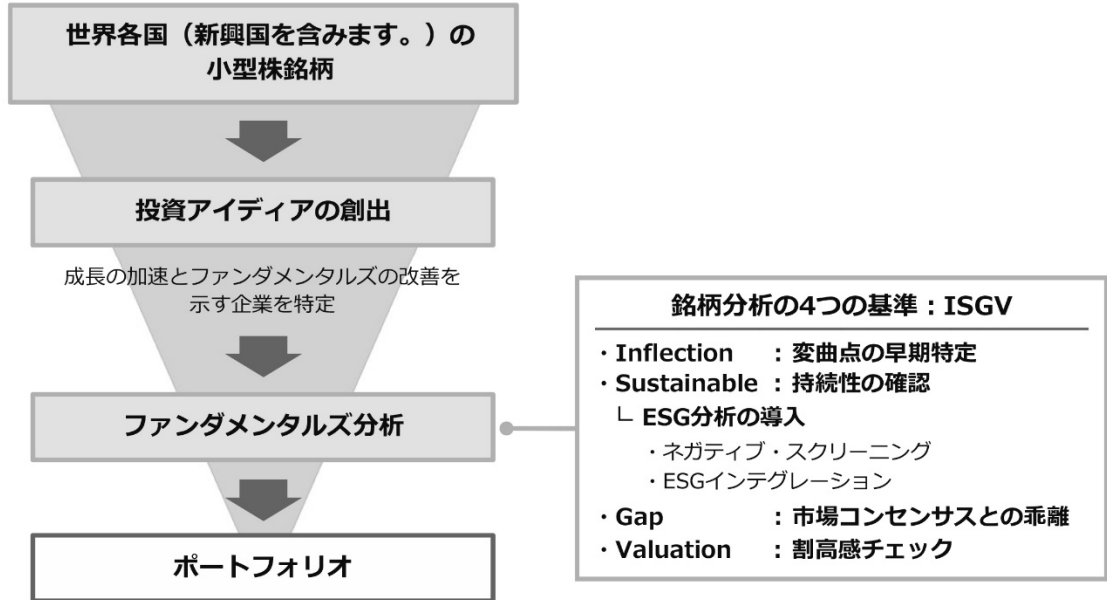 世界各国（新興国を含みます。）の
小型株銘柄
投資アイディアの創出
成長の加速とファンダメンタルズの改善を
示す企業を特定
ファンダメンタルズ分析
ポートフォリオ
銘柄分析の4つの基準：ISGV
・Inflection ：変曲点の早期特定
・Sustainable ：持続性の確認
└ ESG分析の導入
・ネガティブ・スクリーニング
・ESGインテグレーション
・Gap ：市場コンセンサスとの乖離
・Valuation ：割高感チェック